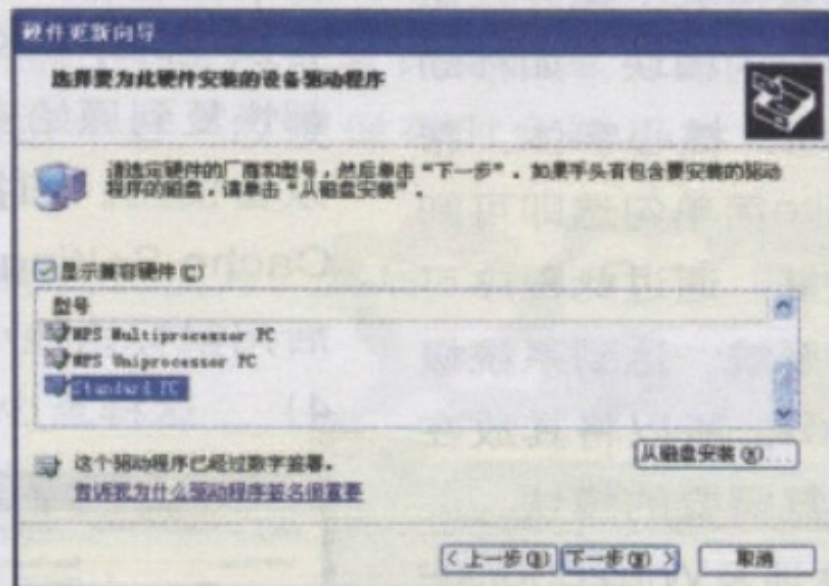 硬件更新向导
选择要为此硬件安装的设备驱动程序
请选定硬件的厂商和型号，然后单击“下一步”。如果手头有包含要安装的驱动
程序的磁盘，请单击“从磁盘安装”。
显示兼容硬件(C)
型号
MPS Multiprocessor PC
MPS Uniprocessor PC
Standard PC
从磁盘安装(H)...
这个驱动程序已经过数字签署。
告诉我为什么驱动程序签名很重要
<上一步(B) 下一步(N)> 取消